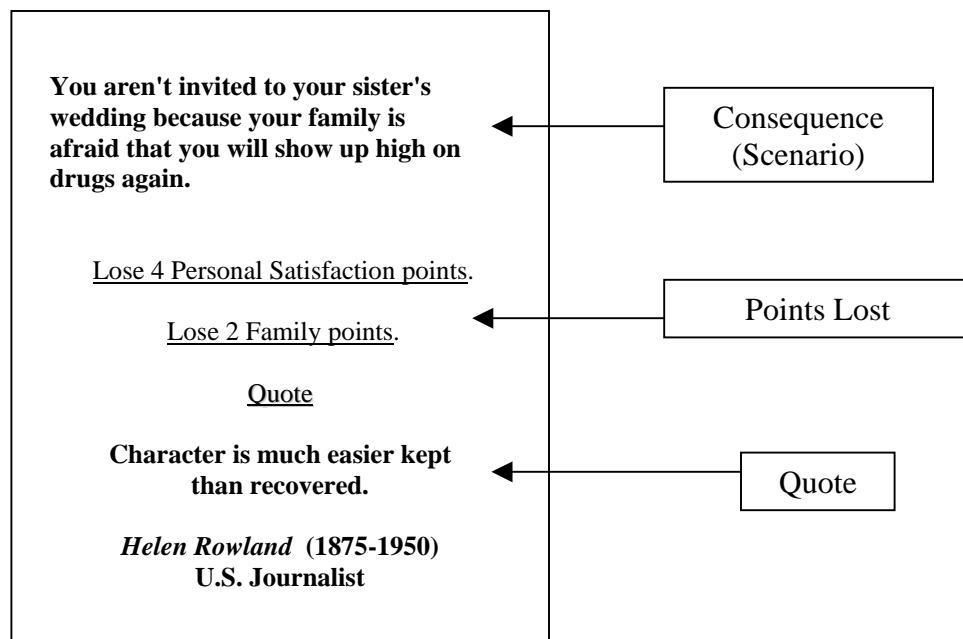 You aren't invited to your sister's
wedding because your family is
afraid that you will show up high on
drugs again.
Consequence
(Scenario)
Lose 4 Personal Satisfaction points.
Points Lost
Lose 2 Family points.
Quote
Character is much easier kept
than recovered.
Quote
Helen Rowland (1875-1950)
U.S. Journalist